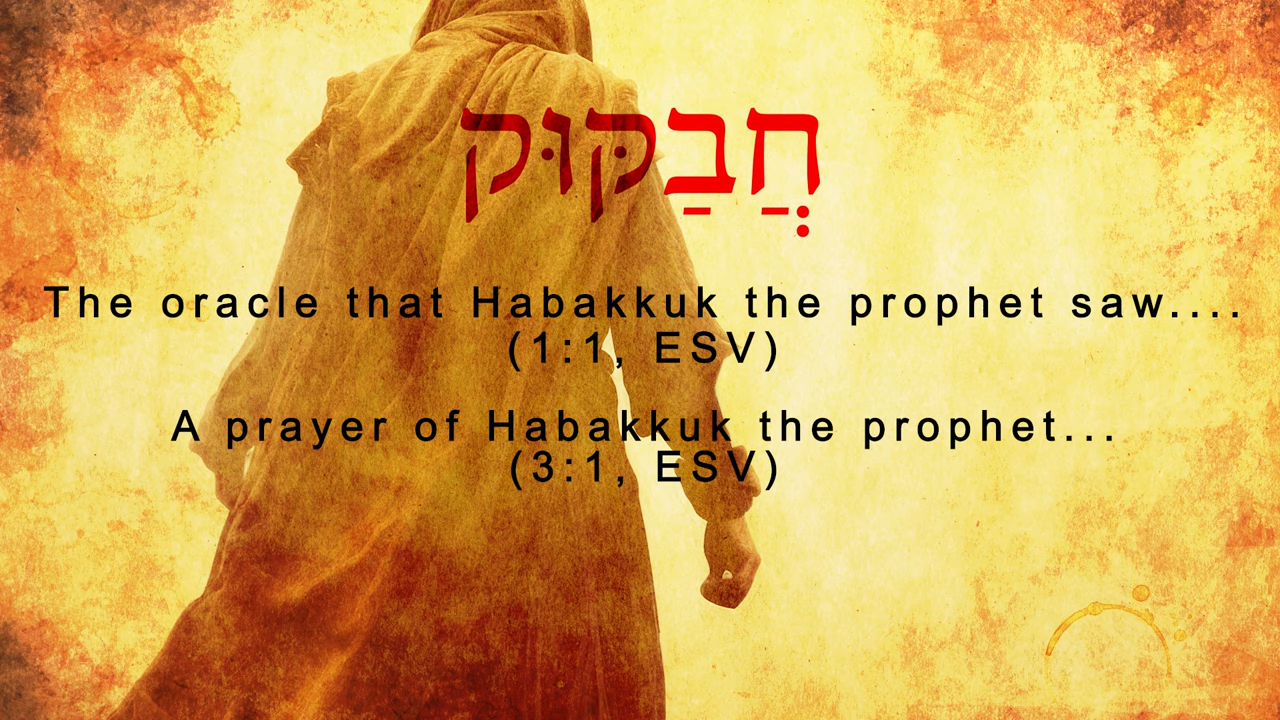 חֲבַקּוּק
The oracle that Habakkuk the prophet saw....
(1:1, ESV)
A prayer of Habakkuk the prophet...
(3:1, ESV)